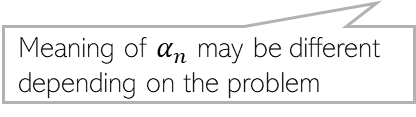 Meaning of αₙ may be different
depending on the problem